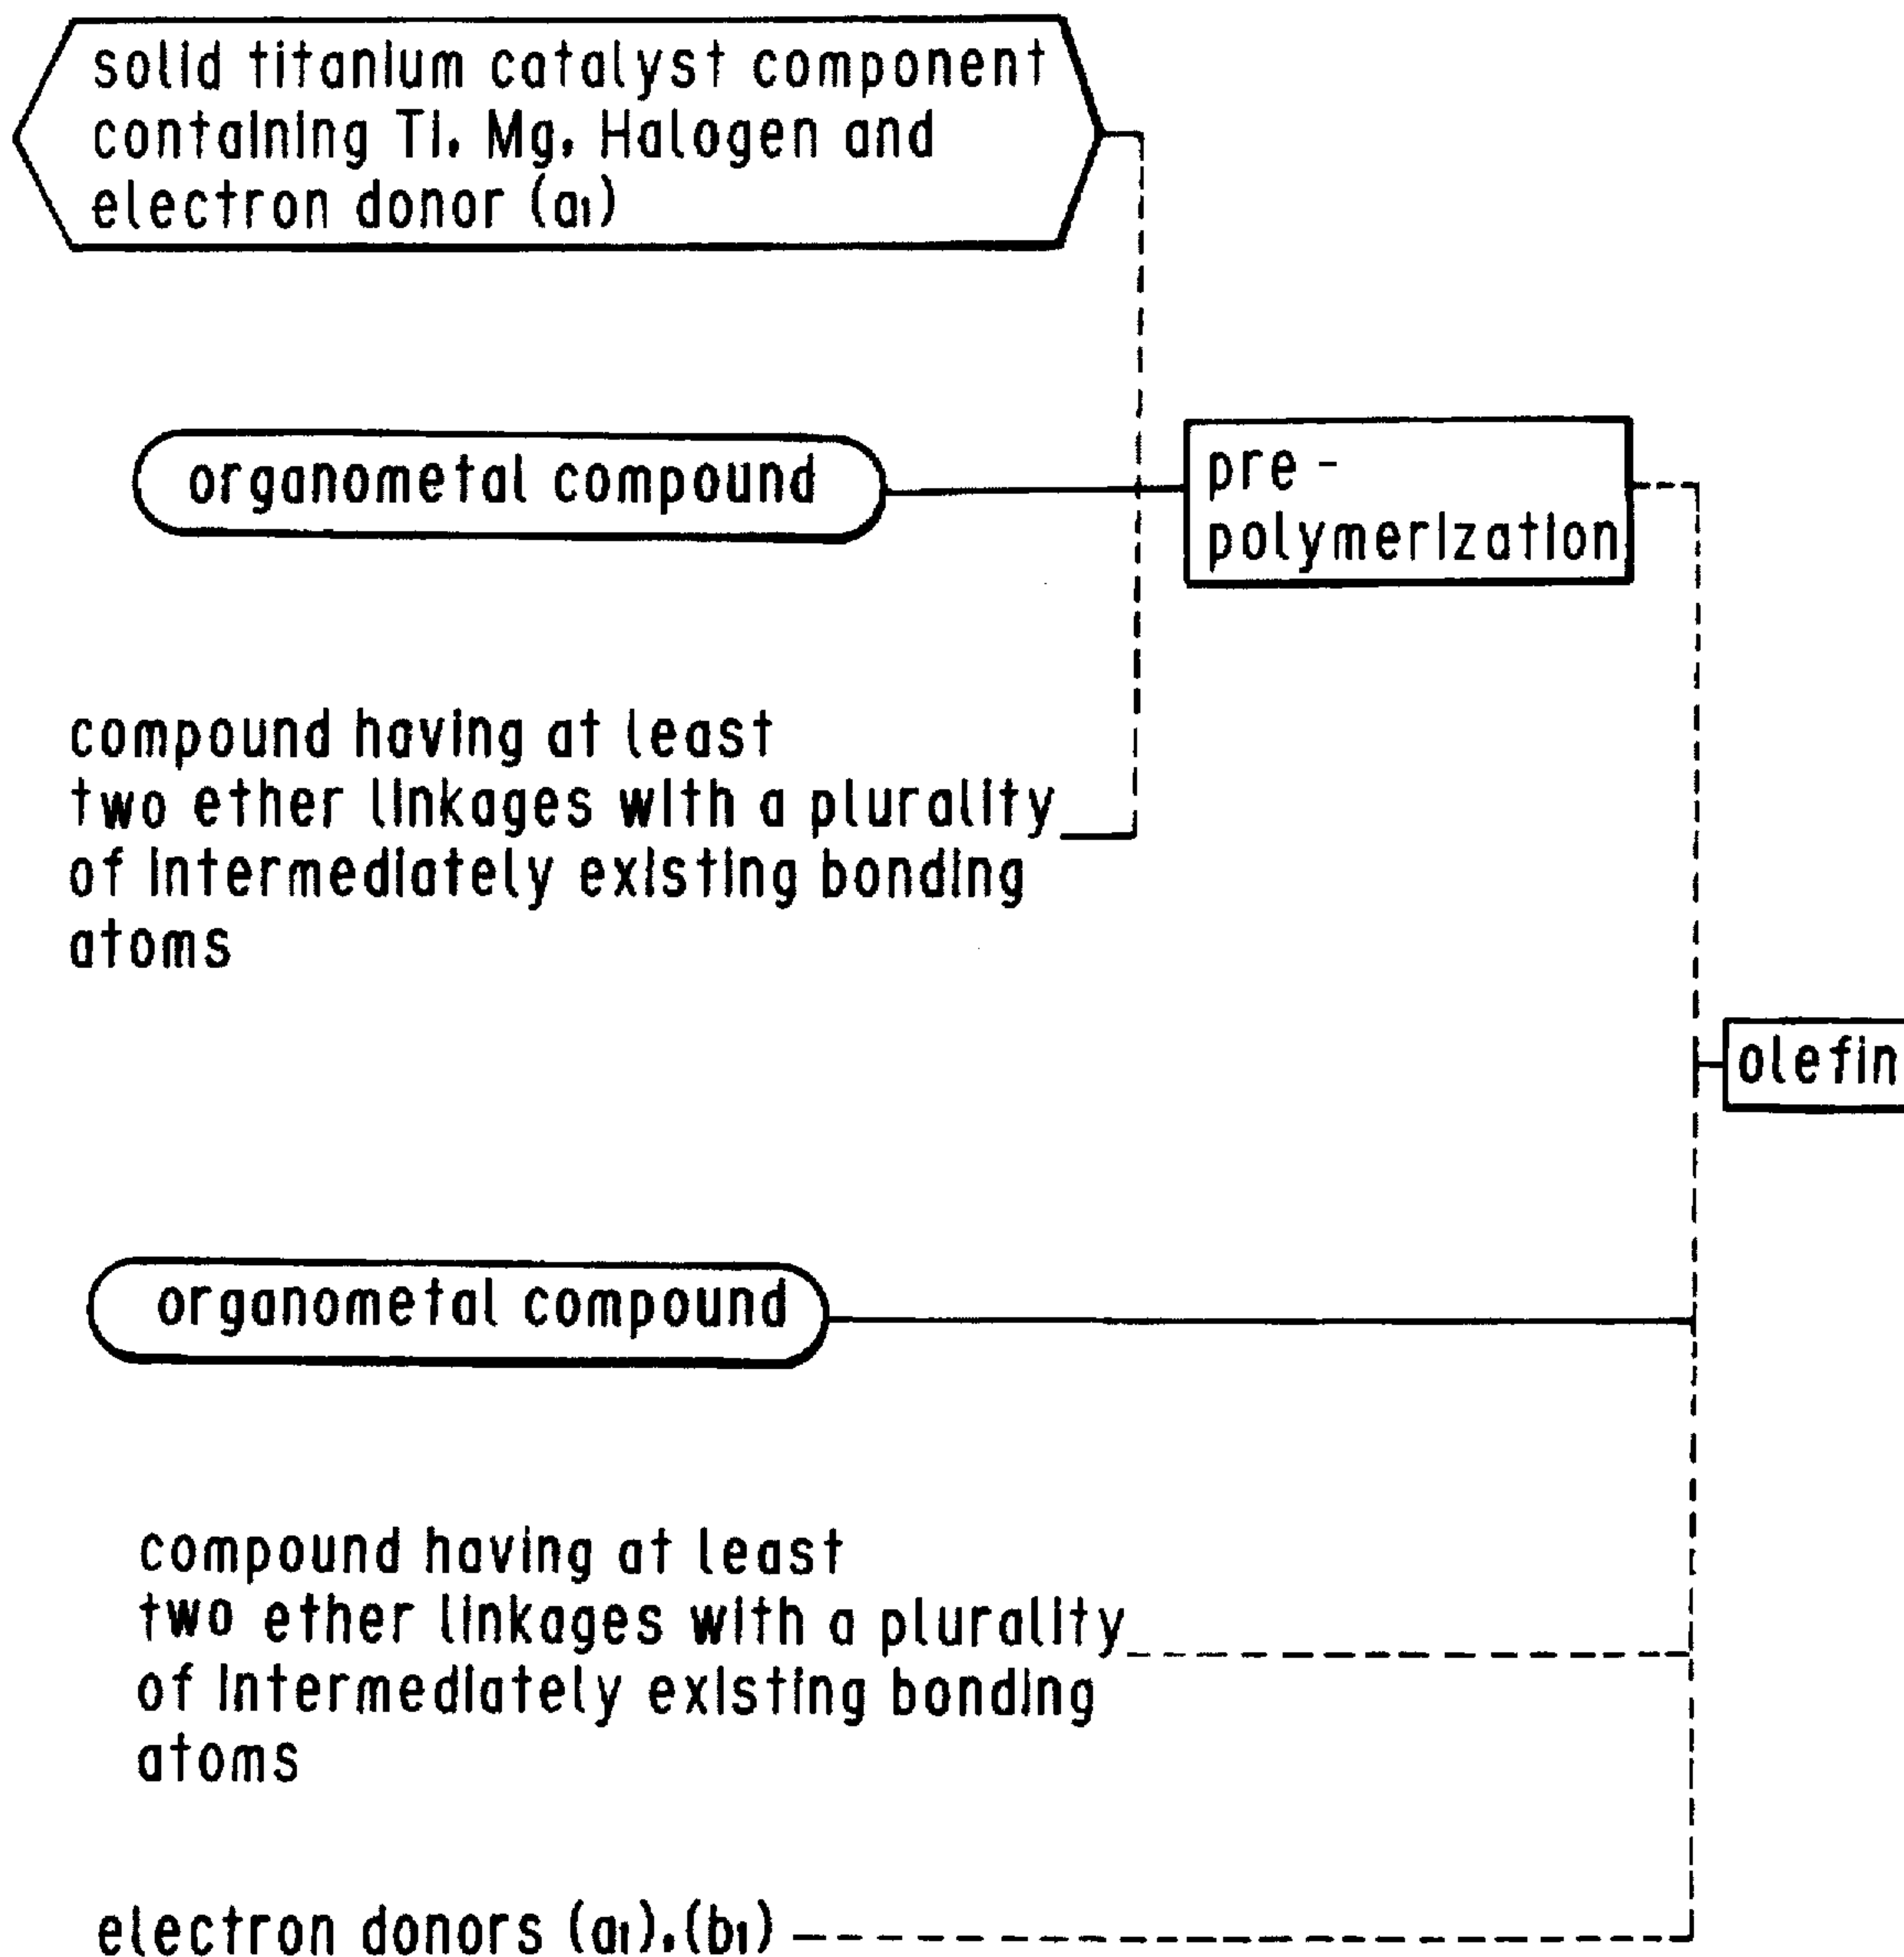 solid titanium catalyst component
containing Ti, Mg, Halogen and
electron donor (a1)
organometal compound
pre-
polymerization
compound having at least
two ether linkages with a plurality
of intermediately existing bonding
atoms
olefin
organometal compound
compound having at least
two ether linkages with a plurality
of intermediately existing bonding
atoms
electron donors (a1), (b1)